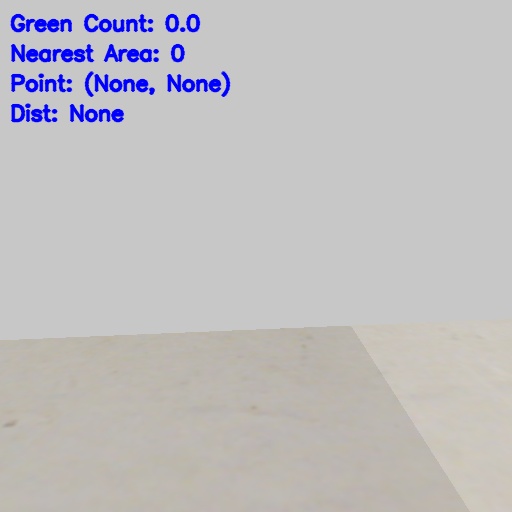 Green Count: 0.0
Nearest Area: 0
Point: (None, None)
Dist: None